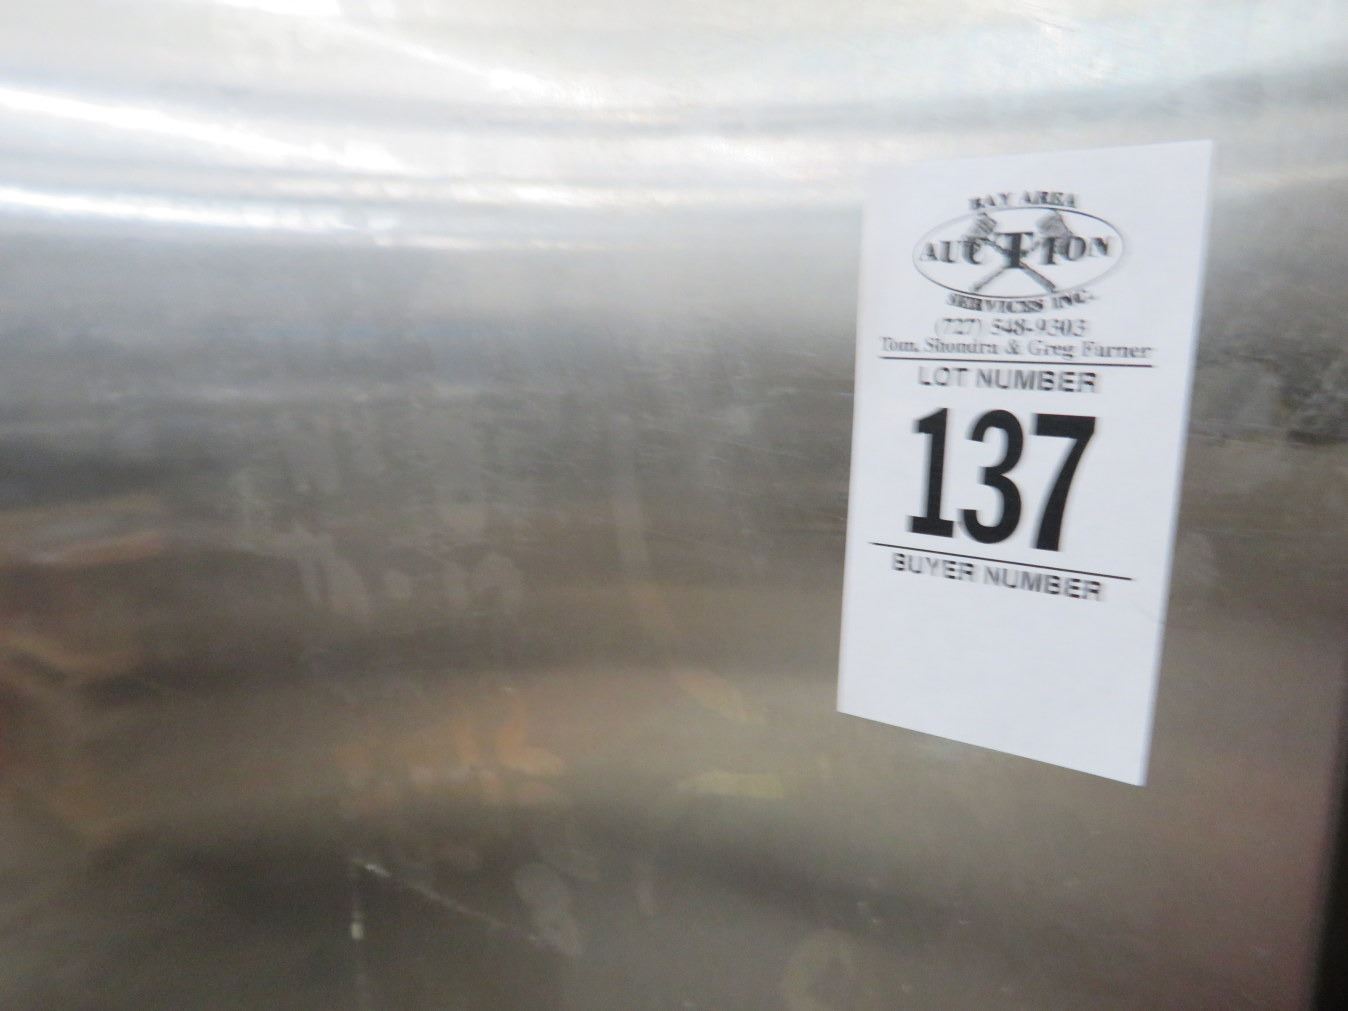 BAY AREA
AUCTION
SERVICES INC.
(727) 548-9303
Tom, Shondra & Greg Farner
LOT NUMBER
137
BUYER NUMBER